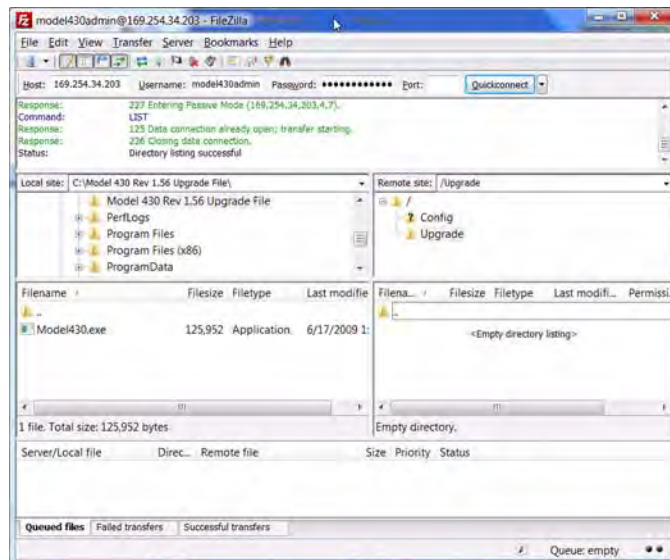 model430admin@169.254.34.203 - FileZilla
File Edit View Transfer Server Bookmarks Help
Host: 169.254.34.203 Username: model430admin Password: •••••••••••• Port: Quickconnect
Response: 227 Entering Passive Mode (169,254,34,203,4,7).
Command: LIST
Response: 125 Data connection already open; transfer starting.
Response: 226 Closing data connection.
Status: Directory listing successful
Local site: C:\Model 430 Rev 1.56 Upgrade File\ Remote site: /Upgrade
Model 430 Rev 1.56 Upgrade File
PerfLogs
Program Files
Program Files (x86)
ProgramData
/
? Config
Upgrade
Filename Filesize Filetype Last modifie
..
Model430.exe 125,952 Application 6/17/2009 1:
1 file. Total size: 125,952 bytes
Filena... Filesize Filetype Last modifi... Permissi
..
<Empty directory listing>
Empty directory.
Server/Local file Direc... Remote file Size Priority Status
Queued files Failed transfers Successful transfers
Queue: empty